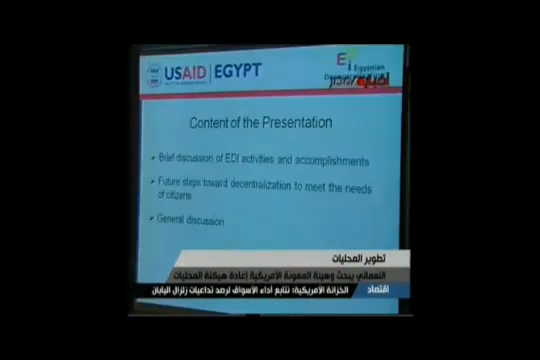 USAID | EGYPT
Egyptian
Content of the Presentation
✓ Brief discussion of EDI activities and accomplishments
✓ Future steps toward decentralization to meet the needs
of citizens
✓ General discussion
تطوير المحليات
النعماني يبحث وهيئة المعونة الأمريكية إعادة هيكلة المحليات
اقتصاد
الخزانة الأمريكية: نتابع أداء الأسواق لرصد تداعيات زلزال اليابان